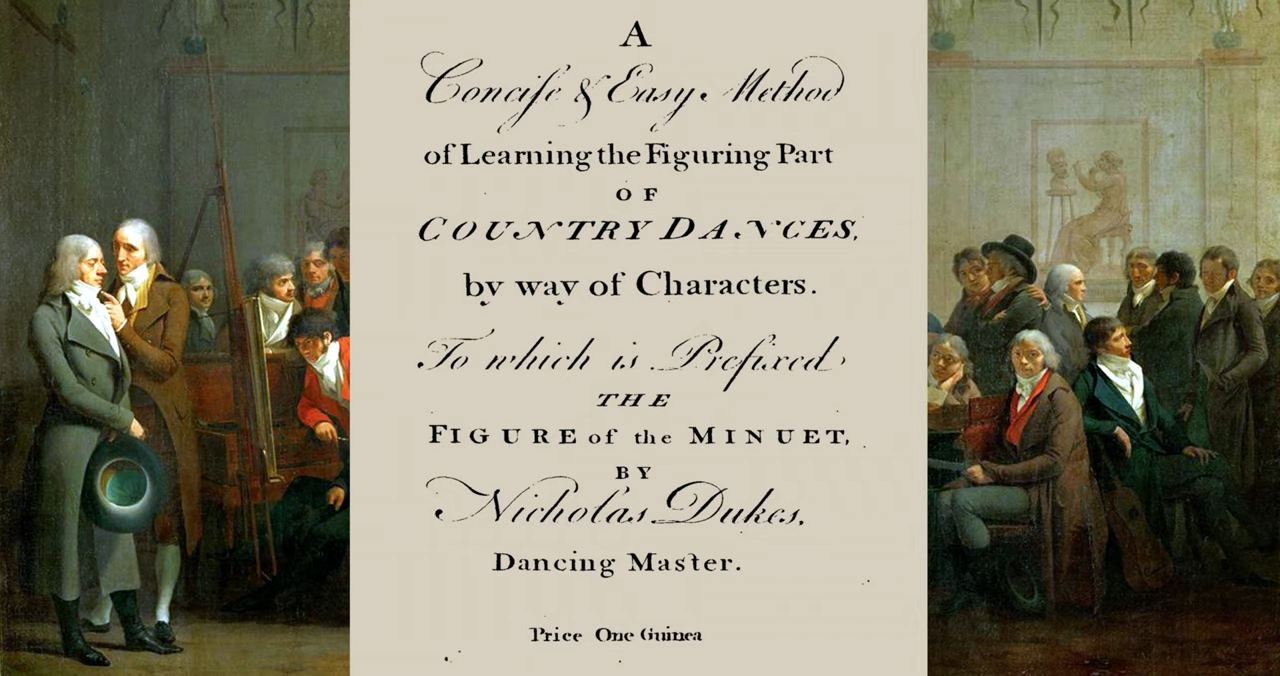 A
Concise & Easy Method
of Learning the Figuring Part
OF
COUNTRY DANCES,
by way of Characters.
To which is Prefixed
THE
FIGURE of the MINUET,
BY
Nicholas Dukes,
Dancing Master.
Price One Guinea